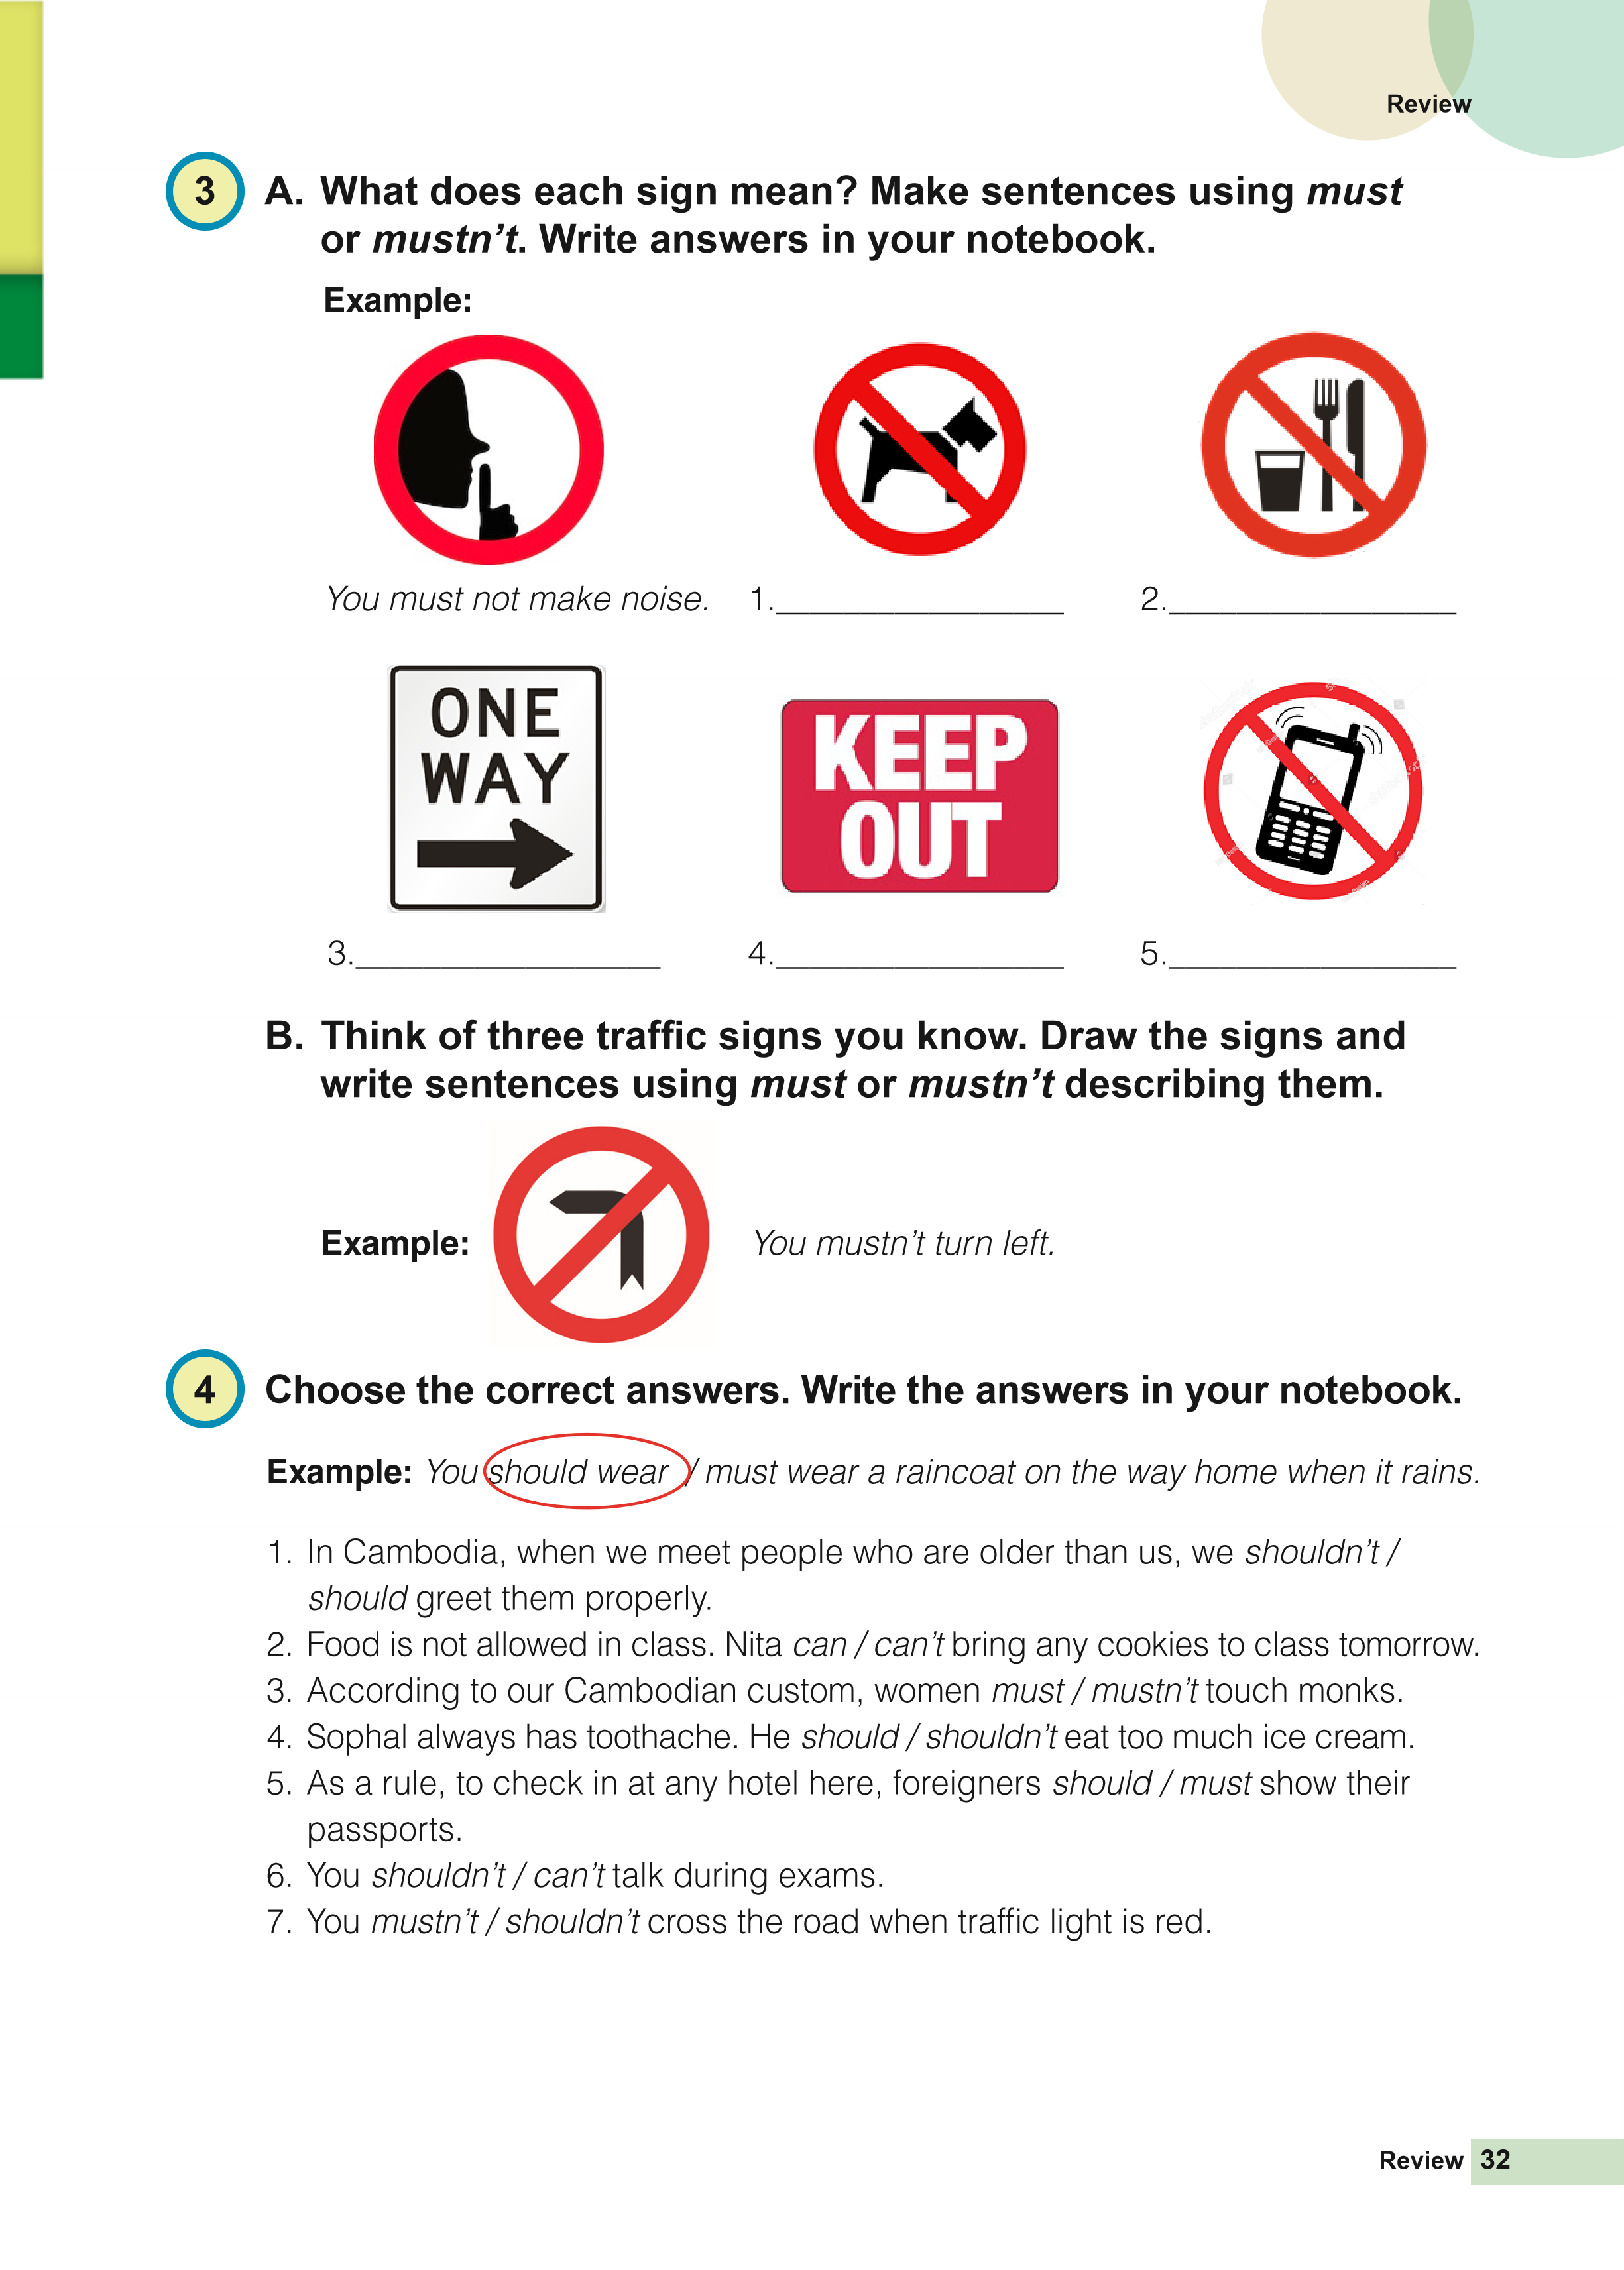 Review
3
A. What does each sign mean? Make sentences using must
or mustn’t. Write answers in your notebook.
Example:
You must not make noise.
1.__________________
2.__________________
ONE
WAY
KEEP
OUT
3.__________________
4.__________________
5.__________________
B. Think of three traffic signs you know. Draw the signs and
write sentences using must or mustn’t describing them.
Example:
You mustn’t turn left.
4
Choose the correct answers. Write the answers in your notebook.
Example: You should wear / must wear a raincoat on the way home when it rains.
1. In Cambodia, when we meet people who are older than us, we shouldn’t /
should greet them properly.
2. Food is not allowed in class. Nita can / can’t bring any cookies to class tomorrow.
3. According to our Cambodian custom, women must / mustn’t touch monks.
4. Sophal always has toothache. He should / shouldn’t eat too much ice cream.
5. As a rule, to check in at any hotel here, foreigners should / must show their
passports.
6. You shouldn’t / can’t talk during exams.
7. You mustn’t / shouldn’t cross the road when traffic light is red.
Review 32